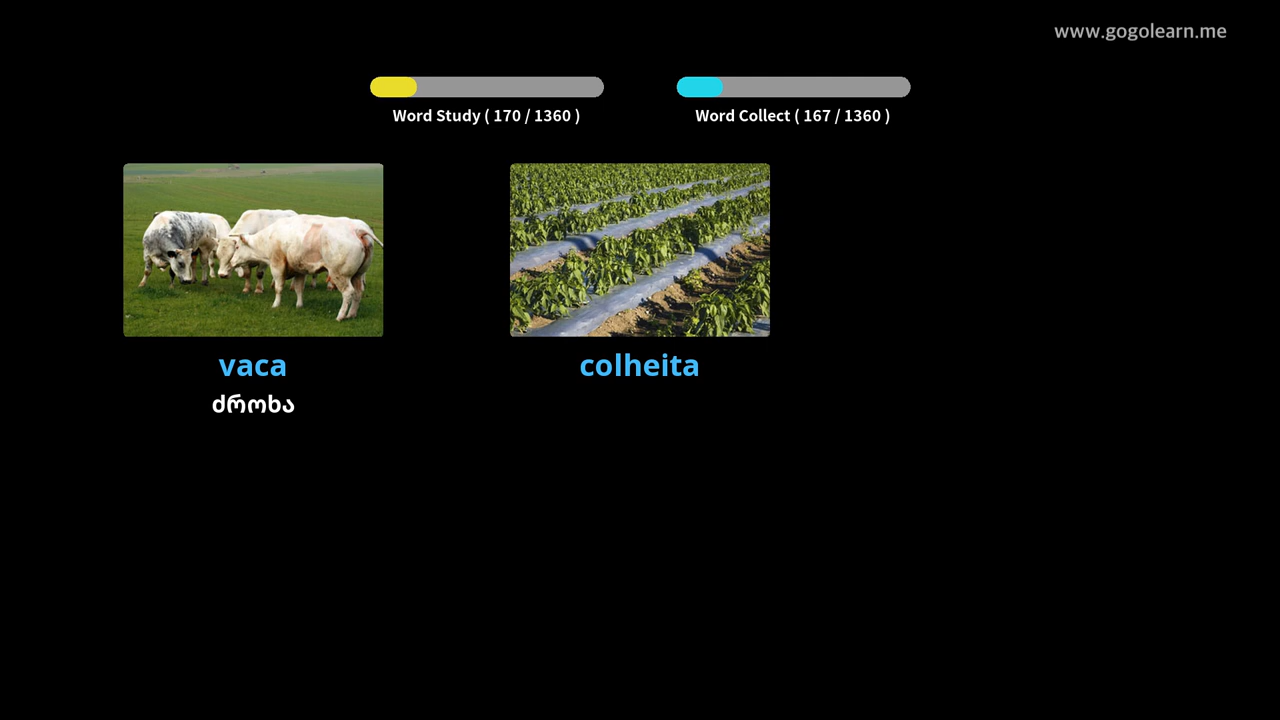 www.gogolearn.me
Word Study ( 170 / 1360 )
Word Collect ( 167 / 1360 )
vaca
ძროხა
colheita